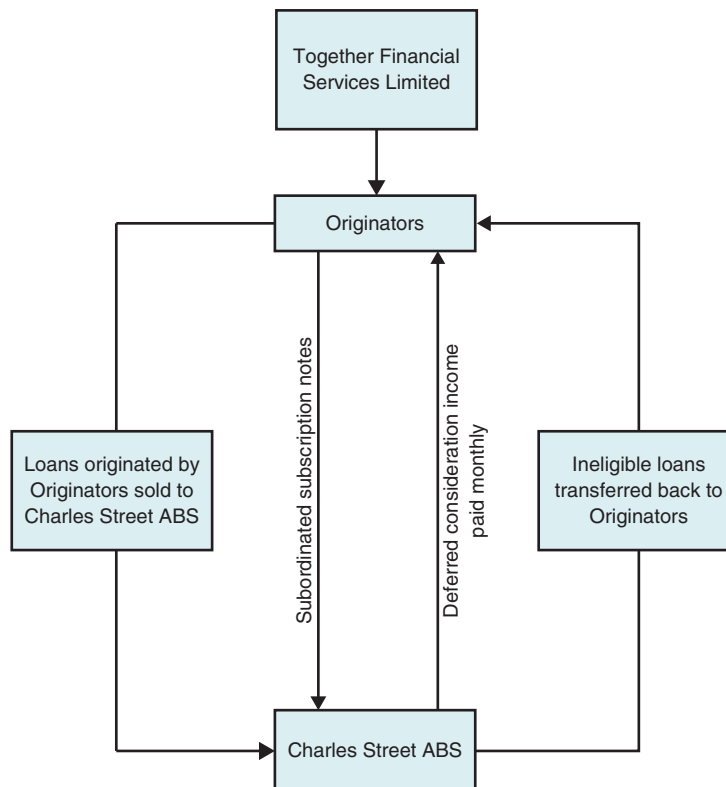 Together Financial
Services Limited
Originators
Subordinated subscription notes
Deferred consideration income
paid monthly
Loans originated by
Originators sold to
Charles Street ABS
Ineligible loans
transferred back to
Originators
Charles Street ABS